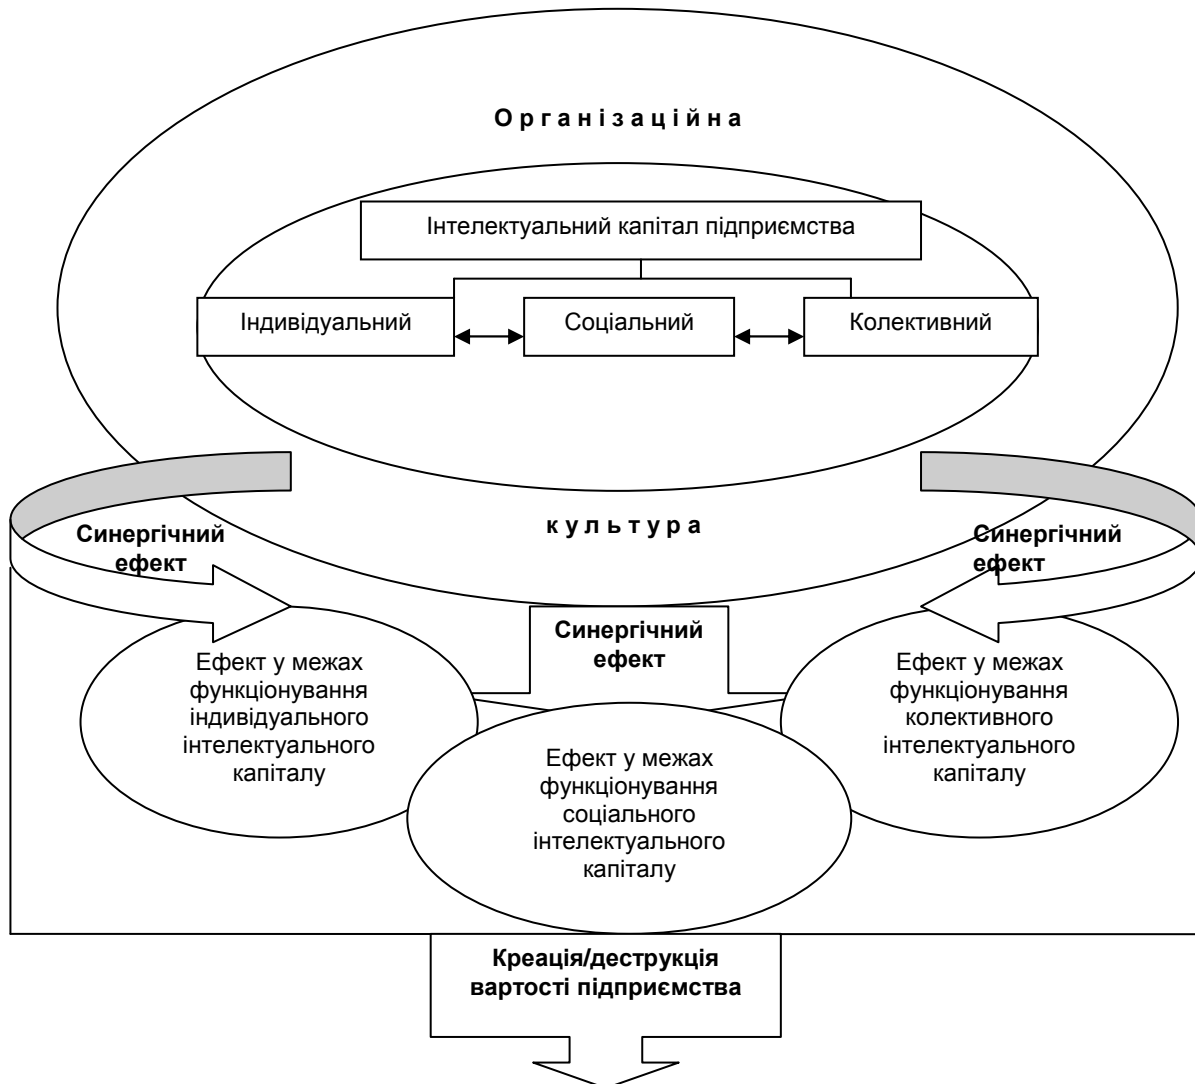 О р г а н і з а ц і й н а
Інтелектуальний капітал підприємства
Індивідуальний
Соціальний
Колективний
к у л ь т у р а
Синергічний
ефект
Синергічний
ефект
Синергічний
ефект
Ефект у межах
функціонування
індивідуального
інтелектуального
капіталу
Ефект у межах
функціонування
соціального
інтелектуального
капіталу
Ефект у межах
функціонування
колективного
інтелектуального
капіталу
Креація/деструкція
вартості підприємства